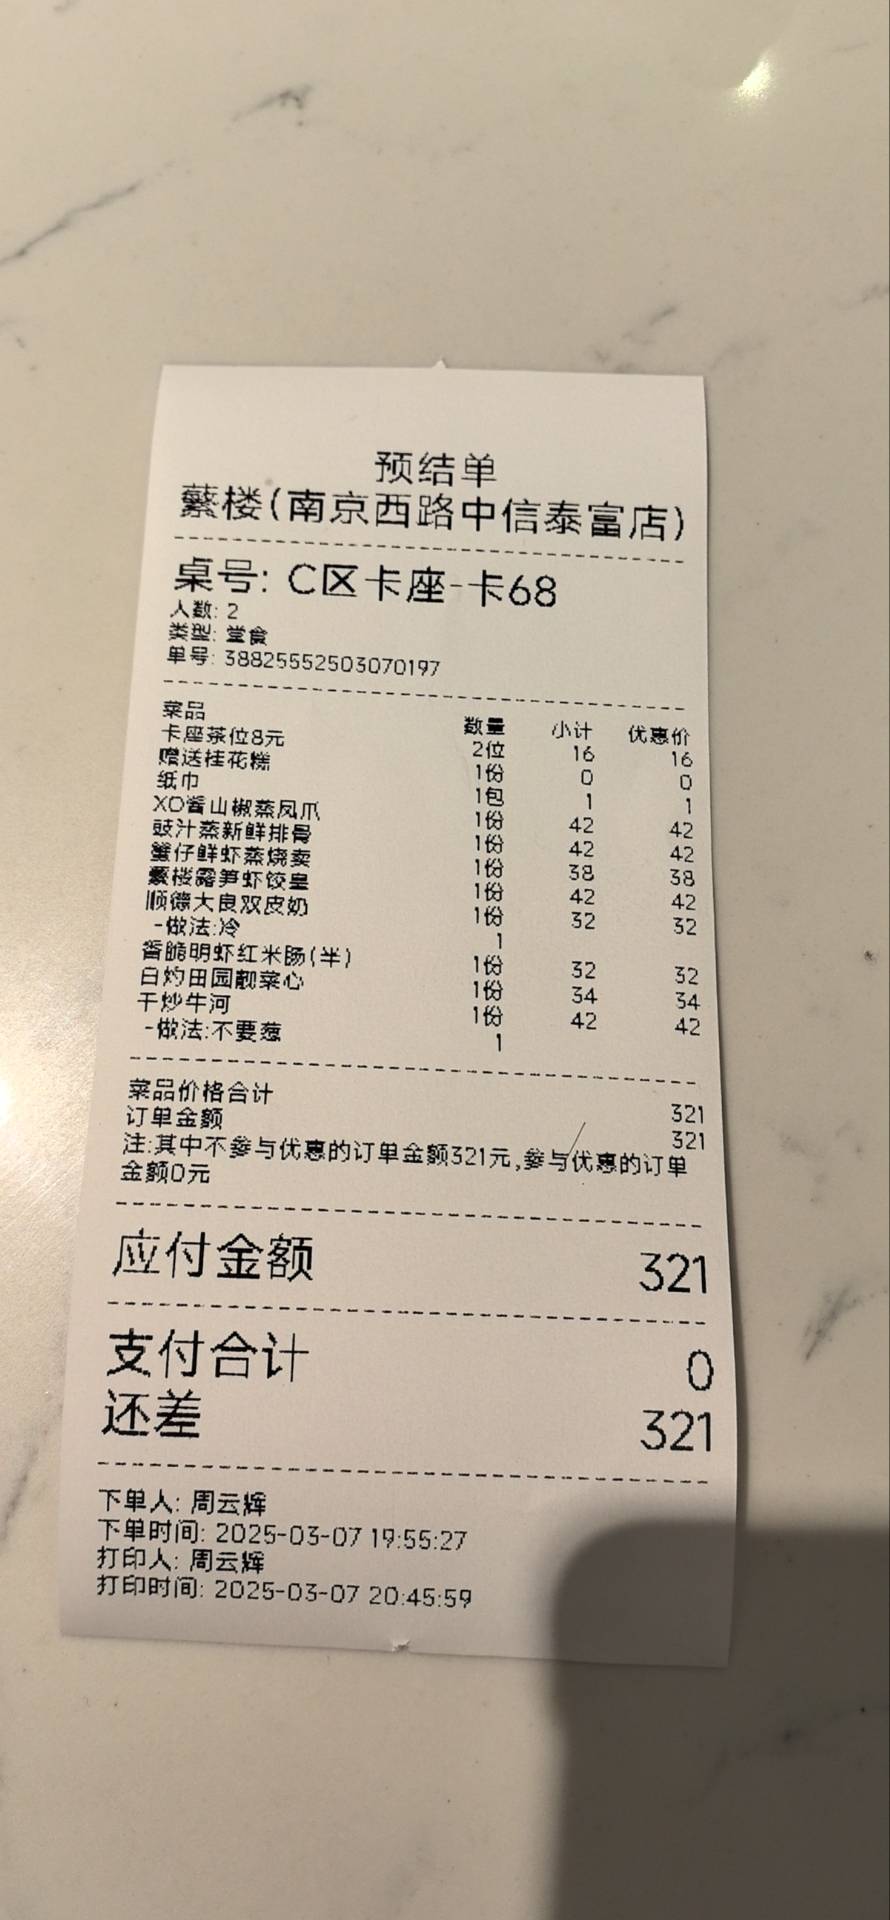 预结单
蘩楼(南京西路中信泰富店)
桌号: C区卡座-卡68
人数: 2
类型: 堂食
单号: 38825552503070197
菜品 数量 小计 优惠价
卡座茶位8元 2位 16 16
赠送桂花糕 1份 0 0
纸巾 1包 1 1
XO酱山椒蒸凤爪 1份 42 42
豉汁蒸新鲜排骨 1份 42 42
蟹仔鲜虾蒸烧卖 1份 38 38
蘩楼露笋虾饺皇 1份 42 42
顺德大良双皮奶 1份 32 32
-做法:冷 1
香脆明虾红米肠(半) 1份 32 32
白灼田园靓菜心 1份 34 34
干炒牛河 1份 42 42
-做法:不要葱 1
菜品价格合计 321
订单金额 321
注:其中不参与优惠的订单金额321元,参与优惠的订单
金额0元
应付金额 321
支付合计 0
还差 321
下单人: 周云辉
下单时间: 2025-03-07 19:55:27
打印人: 周云辉
打印时间: 2025-03-07 20:45:59